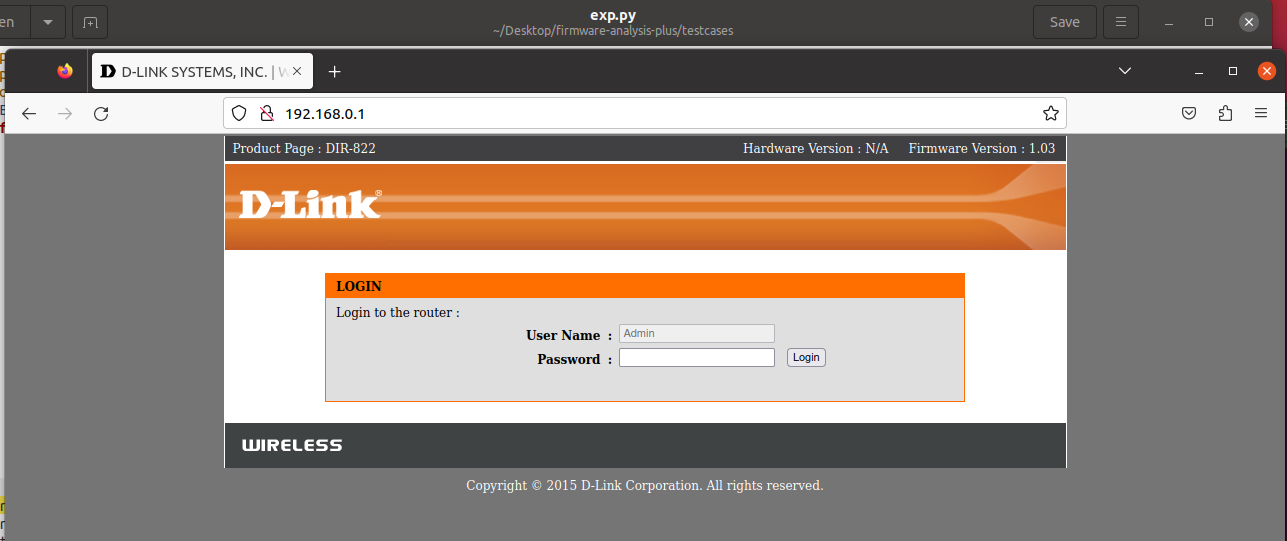 exp.py
en
~/Desktop/firmware-analysis-plus/testcases
Save
D-LINK SYSTEMS, INC. | W
192.168.0.1
Product Page : DIR-822 Hardware Version : N/A Firmware Version : 1.03
D-Link®
LOGIN
Login to the router :
User Name : Admin
Password : Login
WIRELESS
Copyright © 2015 D-Link Corporation. All rights reserved.